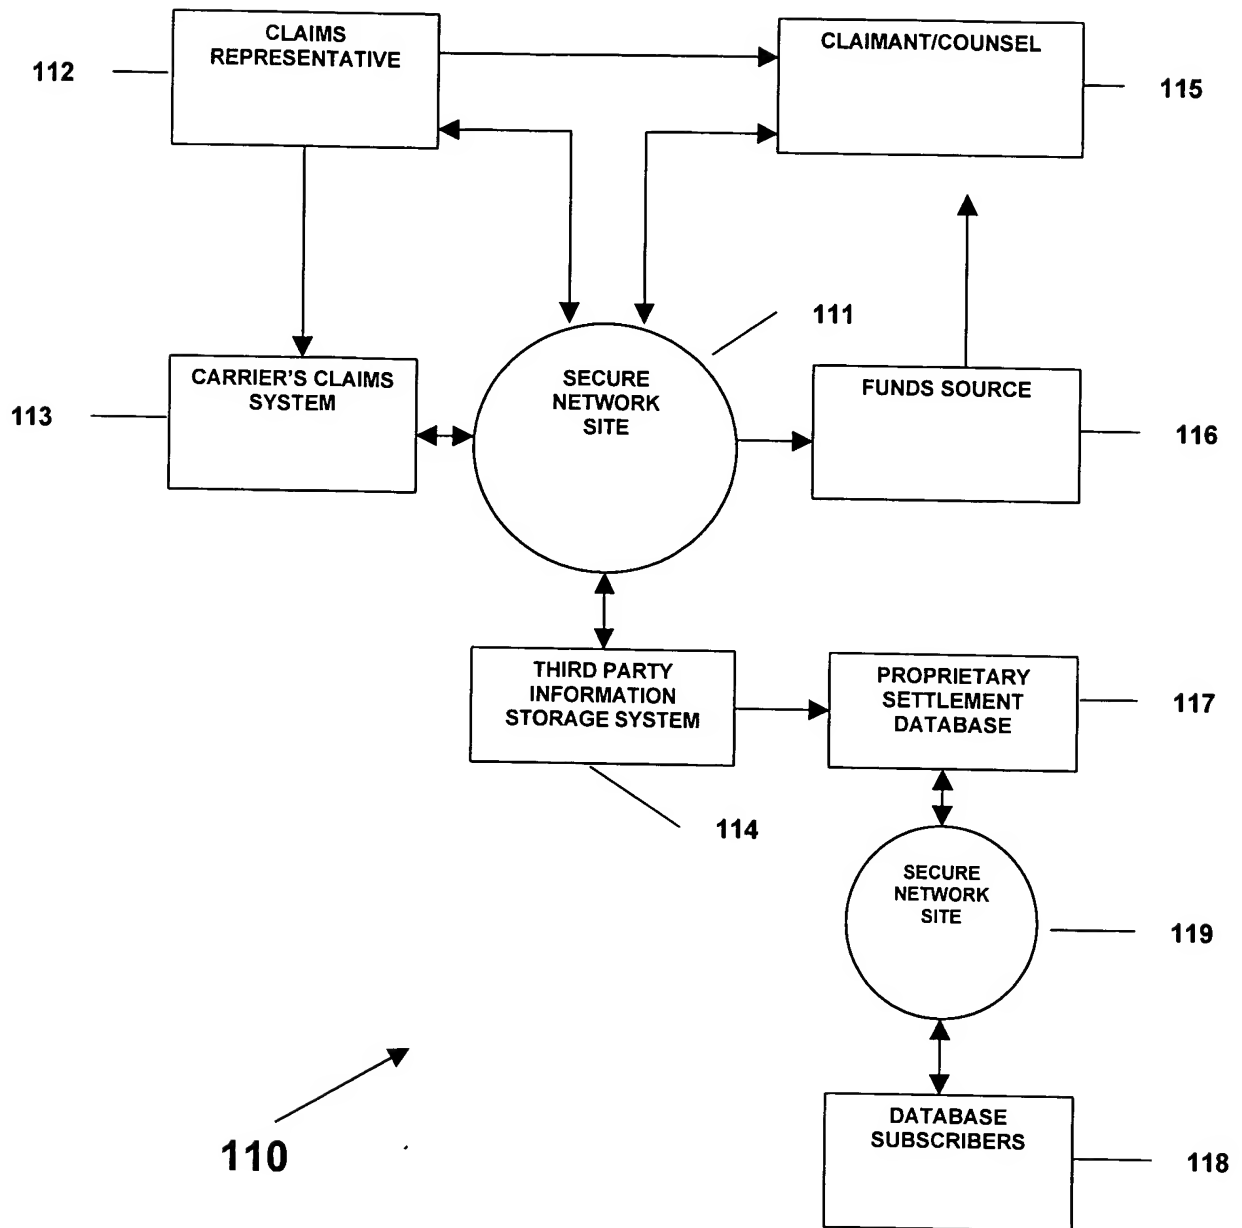 CLAIMS
REPRESENTATIVE
112
CLAIMANT/COUNSEL
115
111
CARRIER'S CLAIMS
SYSTEM
113
SECURE
NETWORK
SITE
FUNDS SOURCE
116
THIRD PARTY
INFORMATION
STORAGE SYSTEM
114
PROPRIETARY
SETTLEMENT
DATABASE
117
SECURE
NETWORK
SITE
119
110
DATABASE
SUBSCRIBERS
118